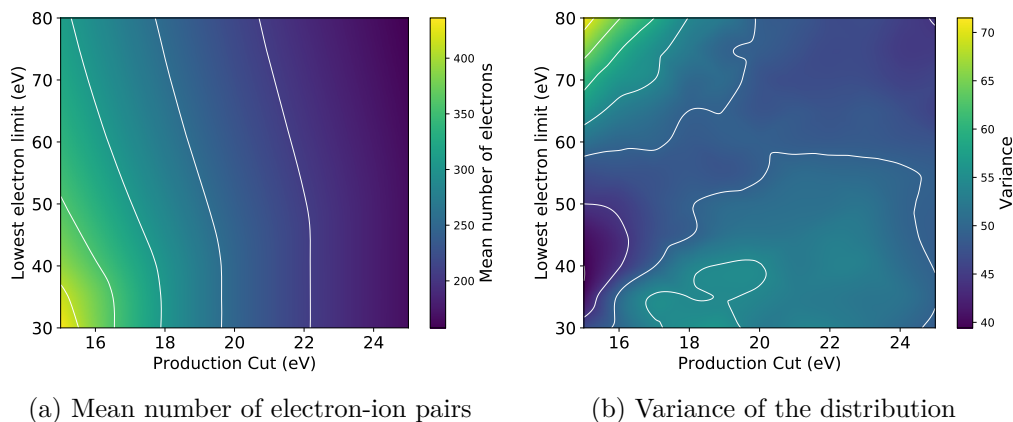 80
70
60
50
40
30
Lowest electron limit (eV)
16 18 20 22 24
Production Cut (eV)
400
350
300
250
200
Mean number of electrons
(a) Mean number of electron-ion pairs
80
70
60
50
40
30
Lowest electron limit (eV)
16 18 20 22 24
Production Cut (eV)
70
65
60
55
50
45
40
Variance
(b) Variance of the distribution